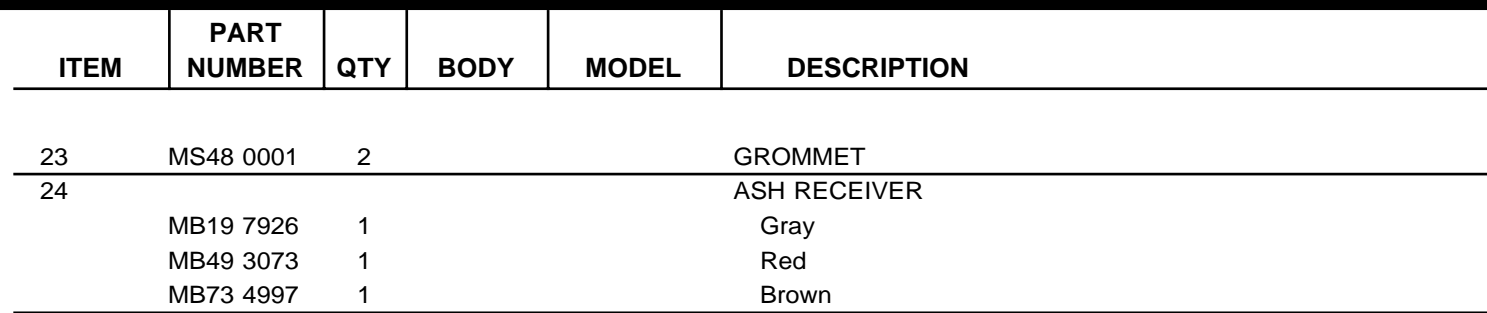 PART
ITEM NUMBER QTY BODY MODEL DESCRIPTION
23 MS48 0001 2 GROMMET
24 ASH RECEIVER
MB19 7926 1 Gray
MB49 3073 1 Red
MB73 4997 1 Brown